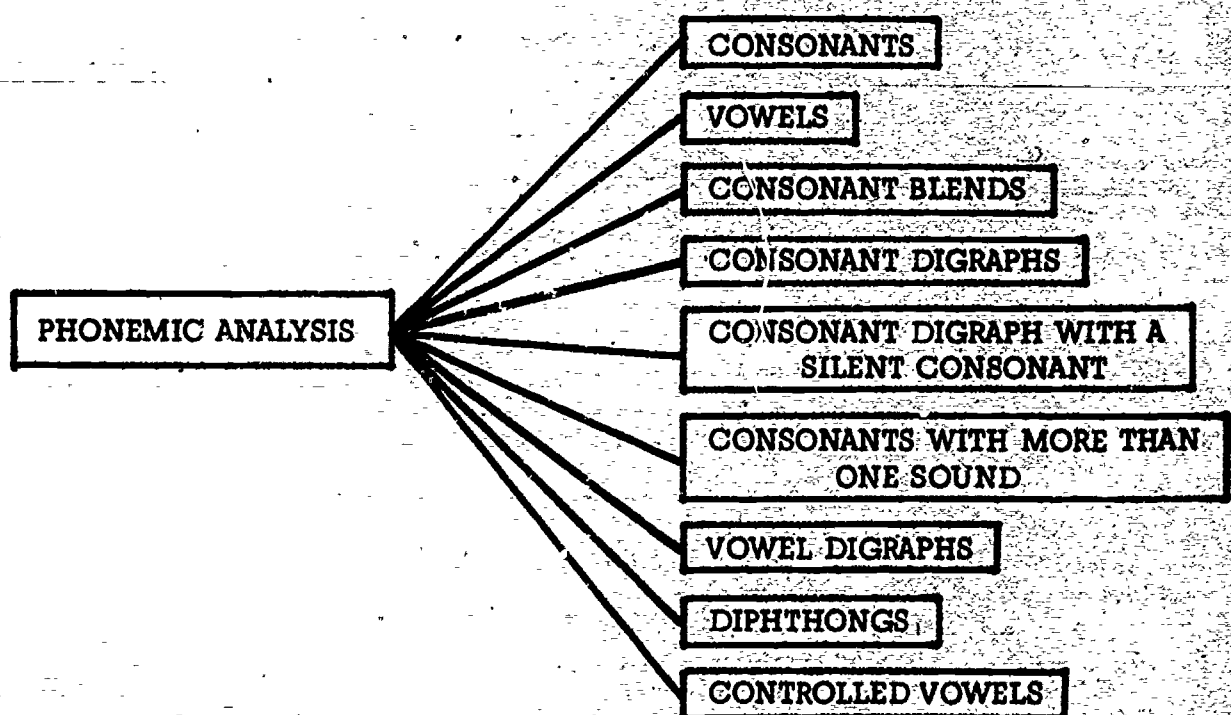 CONSONANTS
VOWELS
CONSONANT BLENDS
CONSONANT DIGRAPHS
PHONEMIC ANALYSIS
CONSONANT DIGRAPH WITH A
SILENT CONSONANT
CONSONANTS WITH MORE THAN
ONE SOUND
VOWEL DIGRAPHS
DIPHTHONGS
CONTROLLED VOWELS